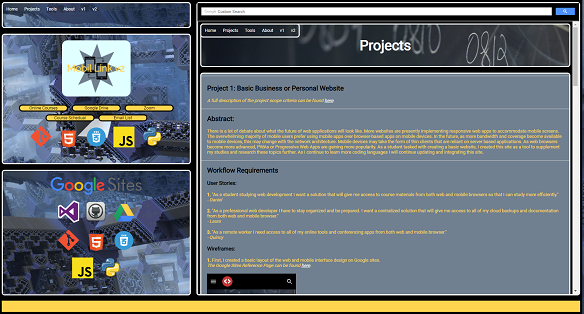 Home Projects Tools About v1 v2
Mobil Link v2
Online Courses Google Drive Zoom
Course Schedual Email List
JS
Google Sites
JS
Google Custom Search
Home Projects Tools About v1 v2
Projects
Project 1: Basic Business or Personal Website
A full description of the project scope criteria can be found here
Abstract:
There is a lot of debate about what the future of web applications will look like. More websites are presently implementing responsive web apps to accommodate mobile screens.
The overwhelming majority of mobile users prefer using mobile apps over browser-based apps on mobile devices. In the future, as more bandwidth and coverage become available
to mobile devices, this may change with the network architecture. Mobile devices may take the form of thin clients that are reliant on server based applications. As web browsers
become more advanced, PWAs or Progressive Web Apps are gaining more popularity. As a student tasked with creating a basic website, I created this site as a tool to supplement
my studies and research these topics further. As I continue to learn more coding languages I will continue updating and integrating this site.
Workflow Requirements
User Stories:
1. "As a student studying web development I want a solution that will give me access to course materials from both web and mobile browsers so that I can study more efficiently."
- Daniel
2. "As a professional web developer I have to stay organized and be prepared. I want a centralized solution that will give me access to all of my cloud backups and documentation
from both web and mobile browser."
3. "As a remote worker I need access to all of my online tools and conferencing apps from both web and mobile browser."
Wireframes:
1. First, I created a basic layout of the web and mobile interface design on Google sites.
The Google Sites Reference Page can be found here